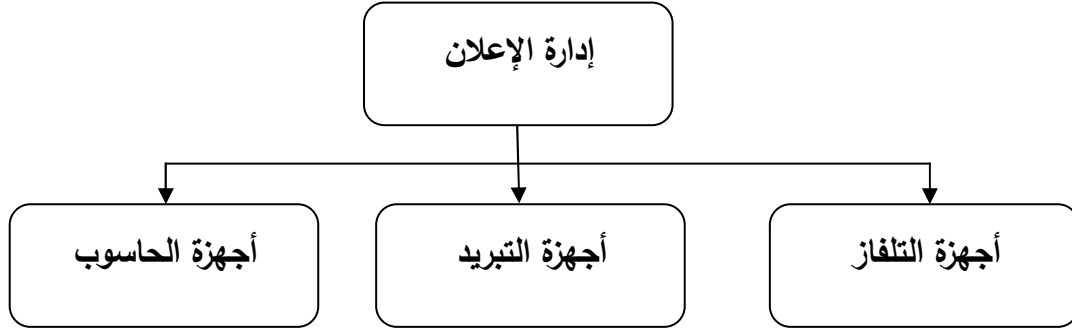 إدارة الإعلان
أجهزة التلفاز
أجهزة التبريد
أجهزة الحاسوب